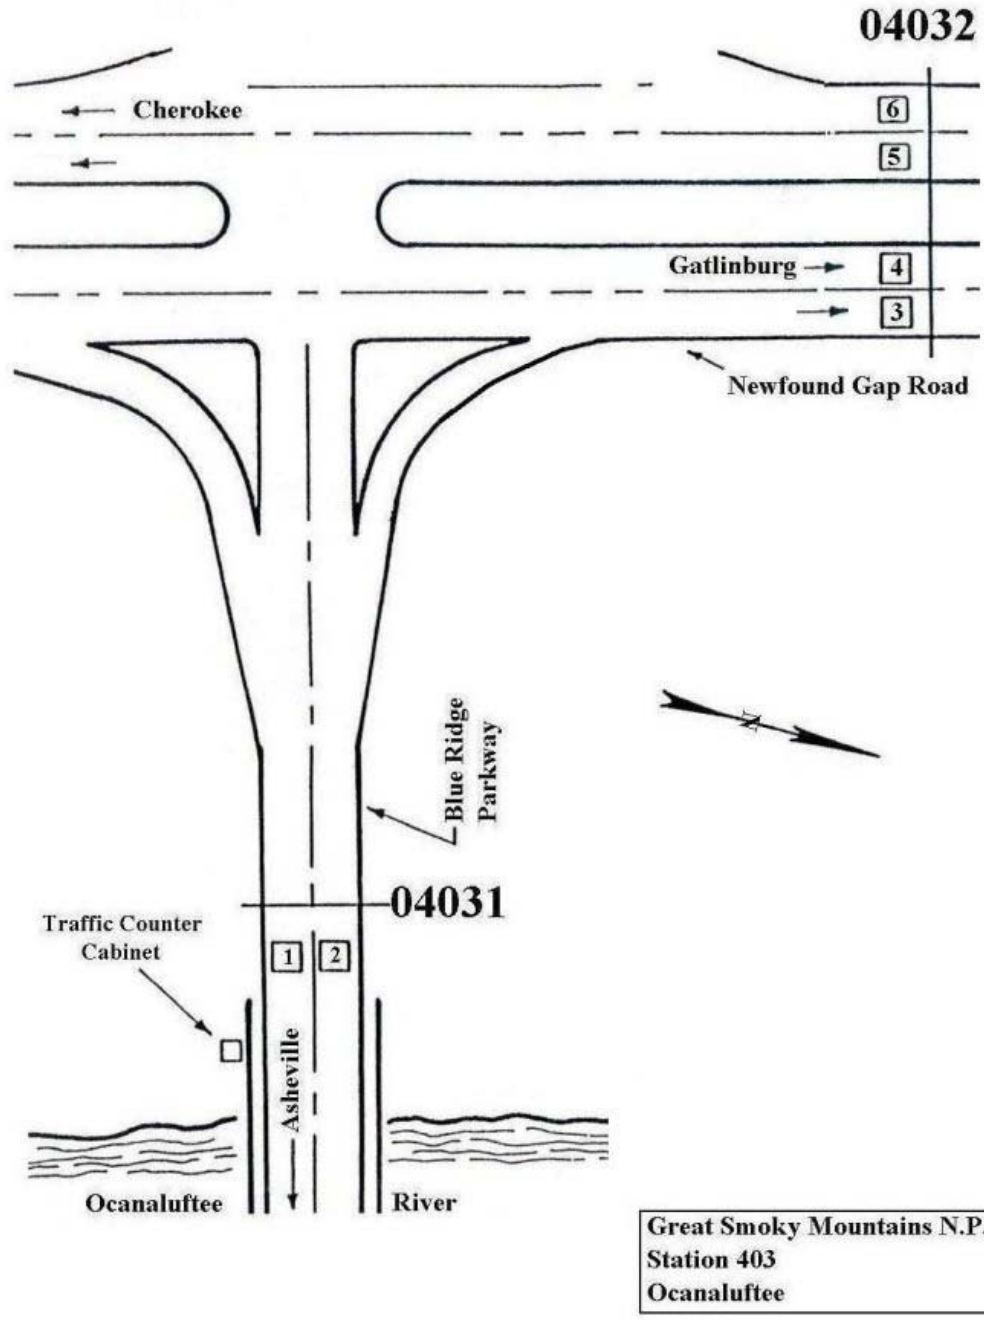 04032
6
Cherokee
5
Gatlinburg
4
3
Newfound Gap Road
N
Blue Ridge
Parkway
04031
Traffic Counter
Cabinet
1
2
Asheville
Ocanaluftee
River
Great Smoky Mountains N.P.
Station 403
Ocanaluftee